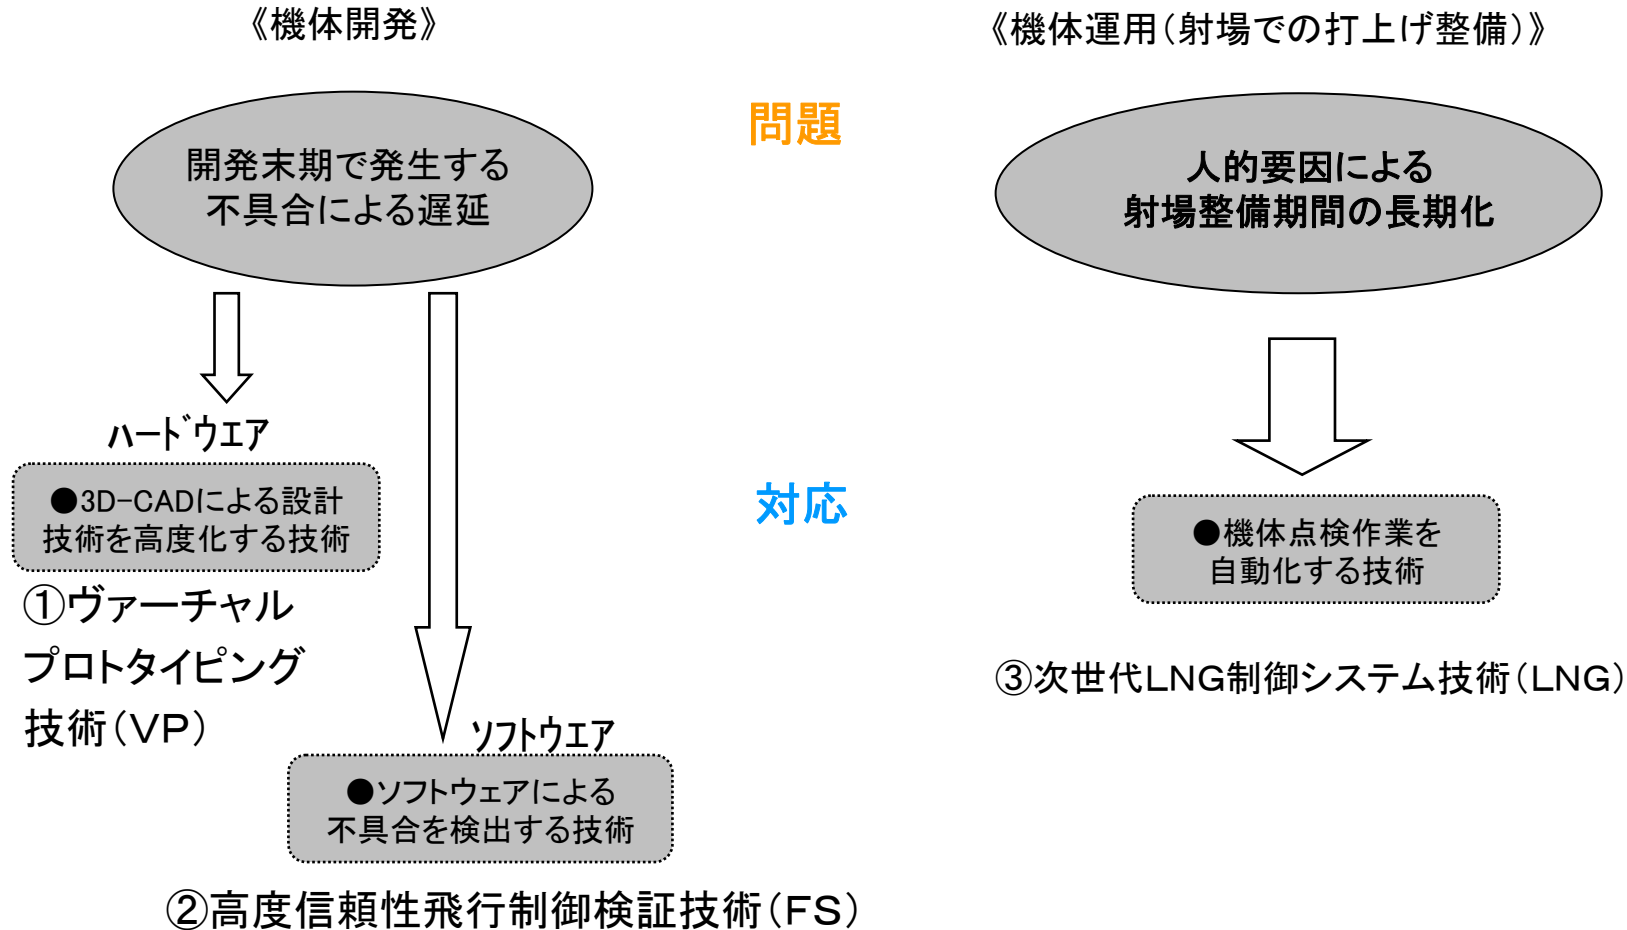 《機体開発》
《機体運用（射場での打上げ整備）》
問題
開発末期で発生する
不具合による遅延
人的要因による
射場整備期間の長期化
ﾊｰﾄﾞｳｴｱ
●3D-CADによる設計
技術を高度化する技術
①ヴァーチャル
プロトタイピング
技術（ＶＰ）
対応
●機体点検作業を
自動化する技術
③次世代ＬＮＧ制御システム技術（ＬＮＧ）
ｿﾌﾄｳｴｱ
●ソフトウェアによる
不具合を検出する技術
②高度信頼性飛行制御検証技術（ＦＳ）